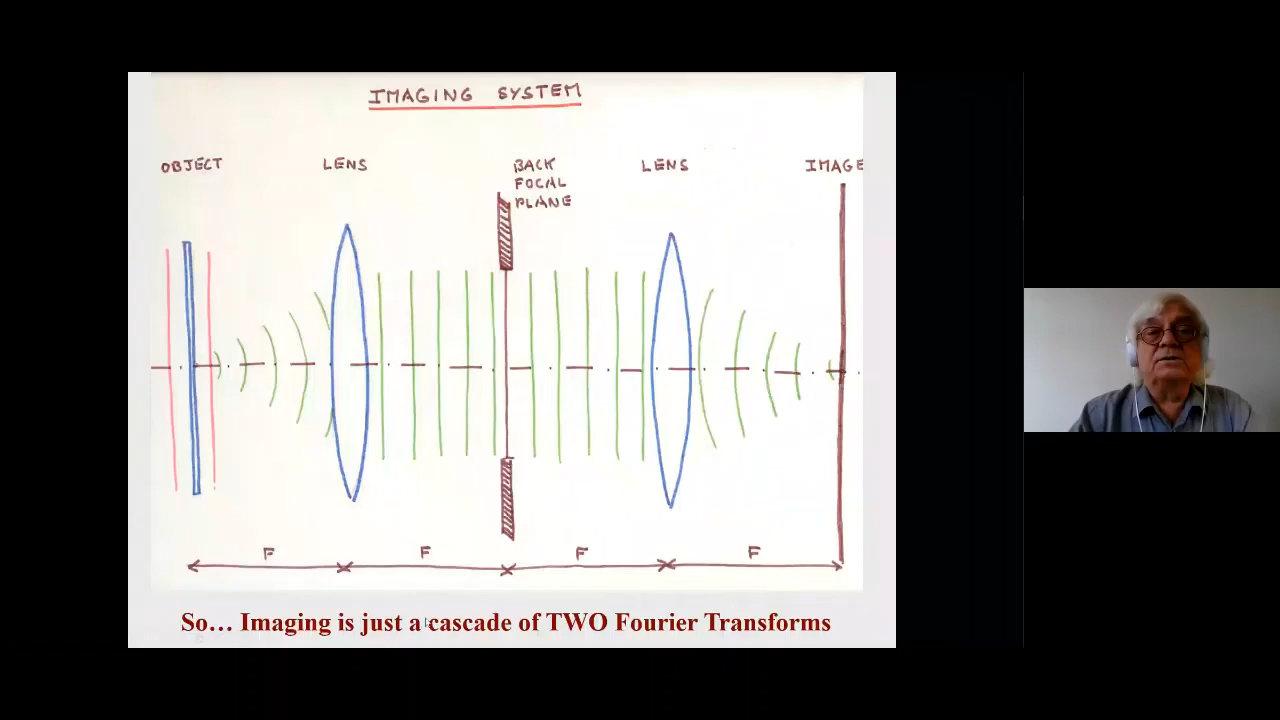 IMAGING SYSTEM
OBJECT
LENS
BACK
FOCAL
PLANE
LENS
IMAGE
F
F
F
F
So... Imaging is just a cascade of TWO Fourier Transforms